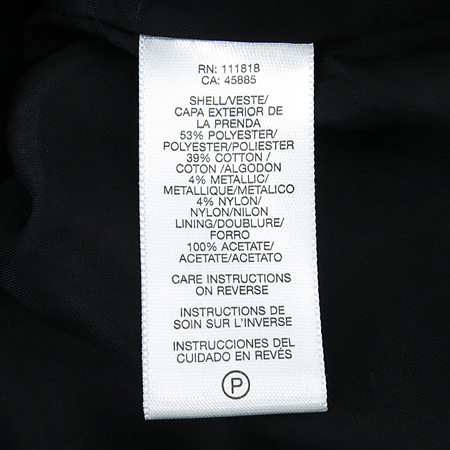 RN: 111818
CA: 45885
SHELL/VESTE/
CAPA EXTERIOR DE
LA PRENDA
53% POLYESTER/
POLYESTER/POLIESTER
39% COTTON /
COTON /ALGODON
4% METALLIC/
METALLIQUE/METALICO
4% NYLON/
NYLON/NILON
LINING/DOUBLURE/
FORRO
100% ACETATE/
ACETATE/ACETATO
CARE INSTRUCTIONS
ON REVERSE
INSTRUCTIONS DE
SOIN SUR L'INVERSE
INSTRUCCIONES DEL
CUIDADO EN REVÉS
P